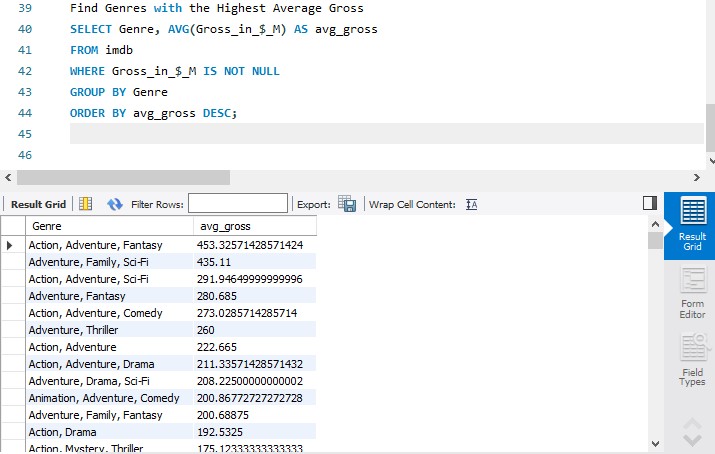 39 Find Genres with the Highest Average Gross
40 SELECT Genre, AVG(Gross_in_$_M) AS avg_gross
41 FROM imdb
42 WHERE Gross_in_$_M IS NOT NULL
43 GROUP BY Genre
44 ORDER BY avg_gross DESC;
45
46
Result Grid Filter Rows: Export: Wrap Cell Content:
Genre avg_gross
Action, Adventure, Fantasy 453.32571428571424
Adventure, Family, Sci-Fi 435.11
Action, Adventure, Sci-Fi 291.94649999999996
Adventure, Fantasy 280.685
Action, Adventure, Comedy 273.0285714285714
Adventure, Thriller 260
Action, Adventure 222.665
Action, Adventure, Drama 211.33571428571432
Adventure, Drama, Sci-Fi 208.22500000000002
Animation, Adventure, Comedy 200.86772727272728
Adventure, Family, Fantasy 200.68875
Action, Drama 192.5325
Action, Mystery, Thriller 175.12333333333333
Result
Grid
Form
Editor
Field
Types